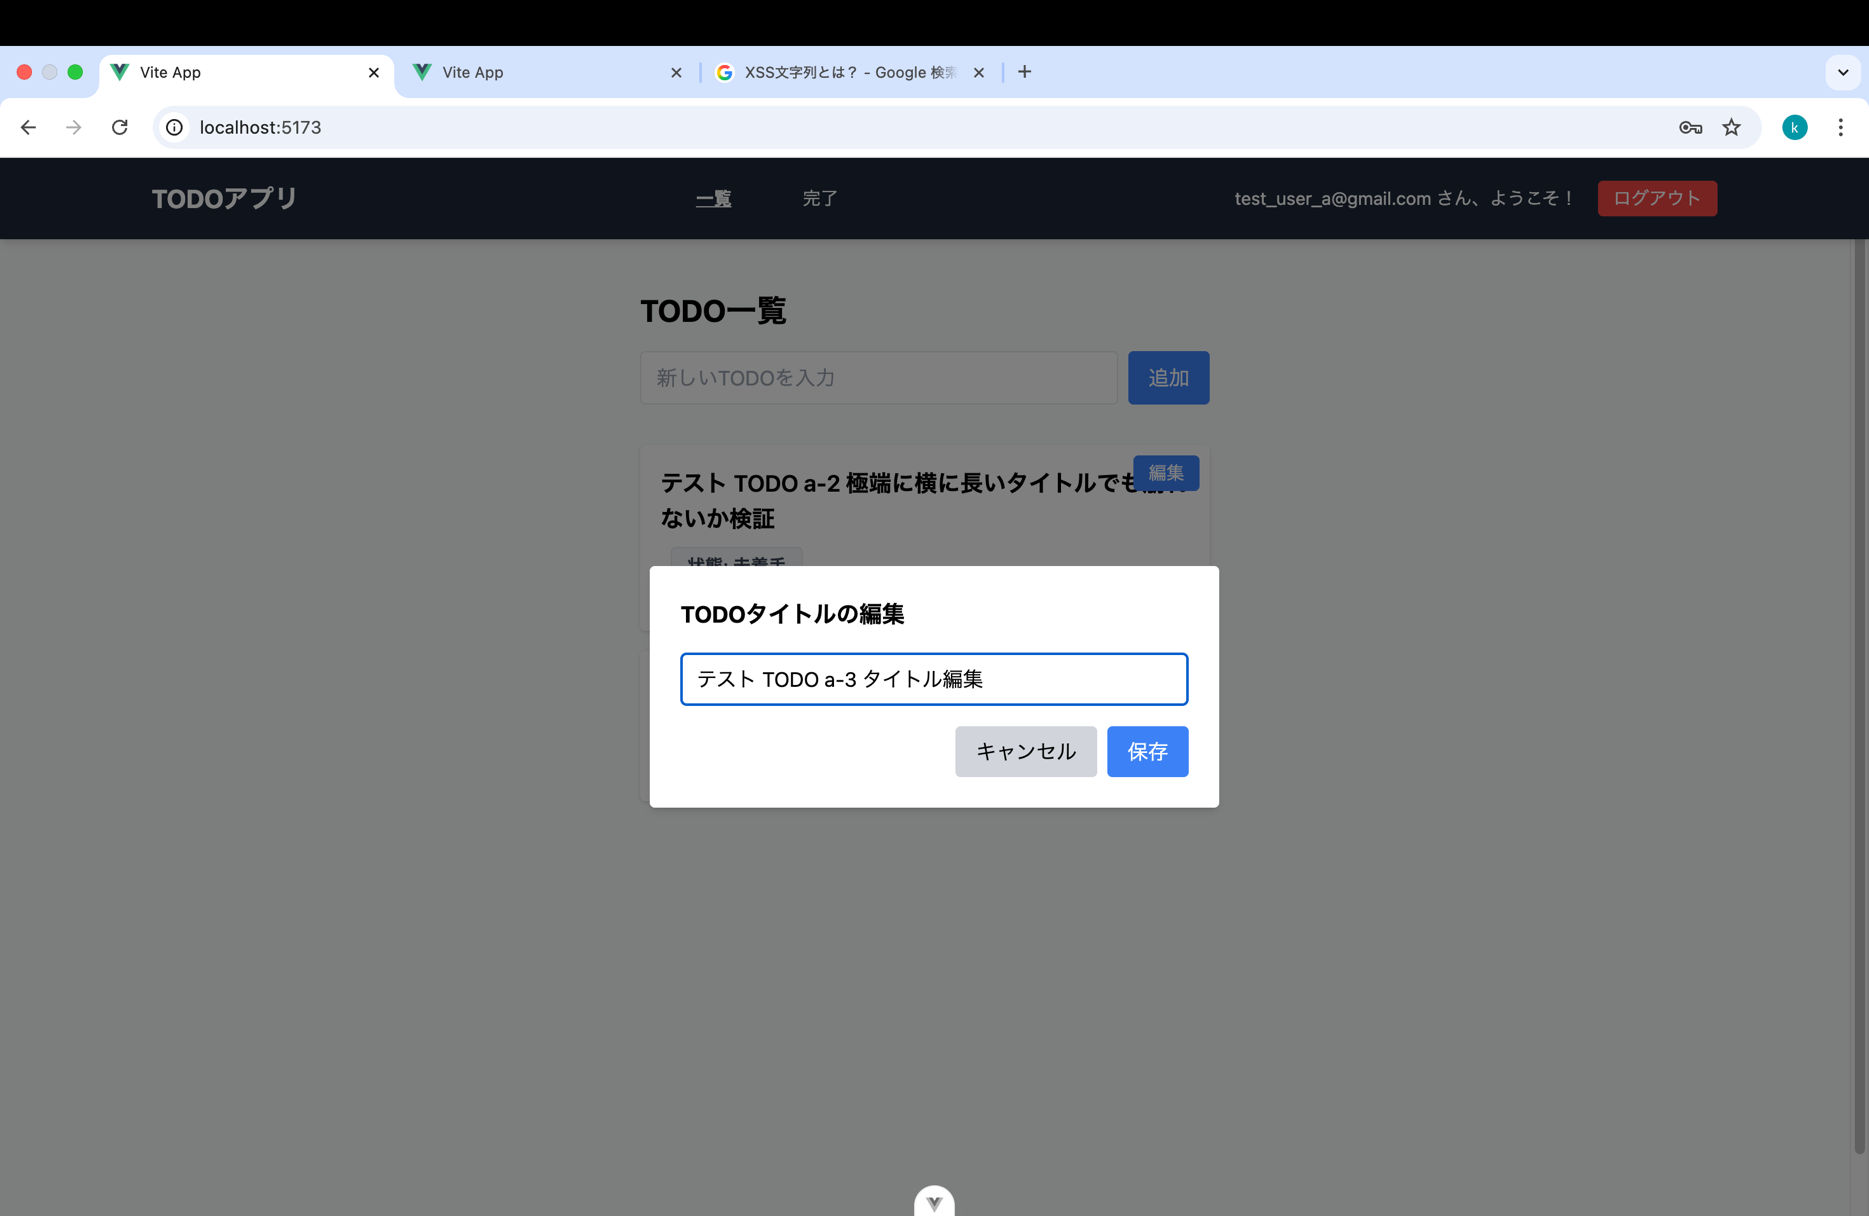 Vite App
Vite App
XSS文字列とは？ - Google 検索
localhost:5173
k
TODOアプリ
一覧
完了
test_user_a@gmail.com さん、ようこそ！
ログアウト
TODO一覧
新しいTODOを入力
追加
テスト TODO a-2 極端に横に長いタイトルでも
編集
ないか検証
状態: 未着手
TODOタイトルの編集
テスト TODO a-3 タイトル編集
キャンセル
保存